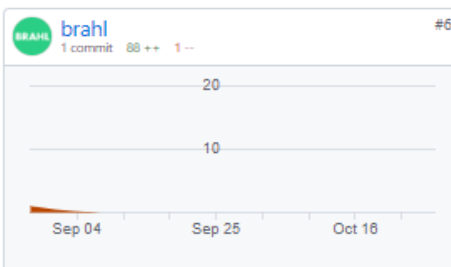 BRAHL
brahl
#6
1 commit 88 ++ 1 --
20
10
Sep 04 Sep 25 Oct 16